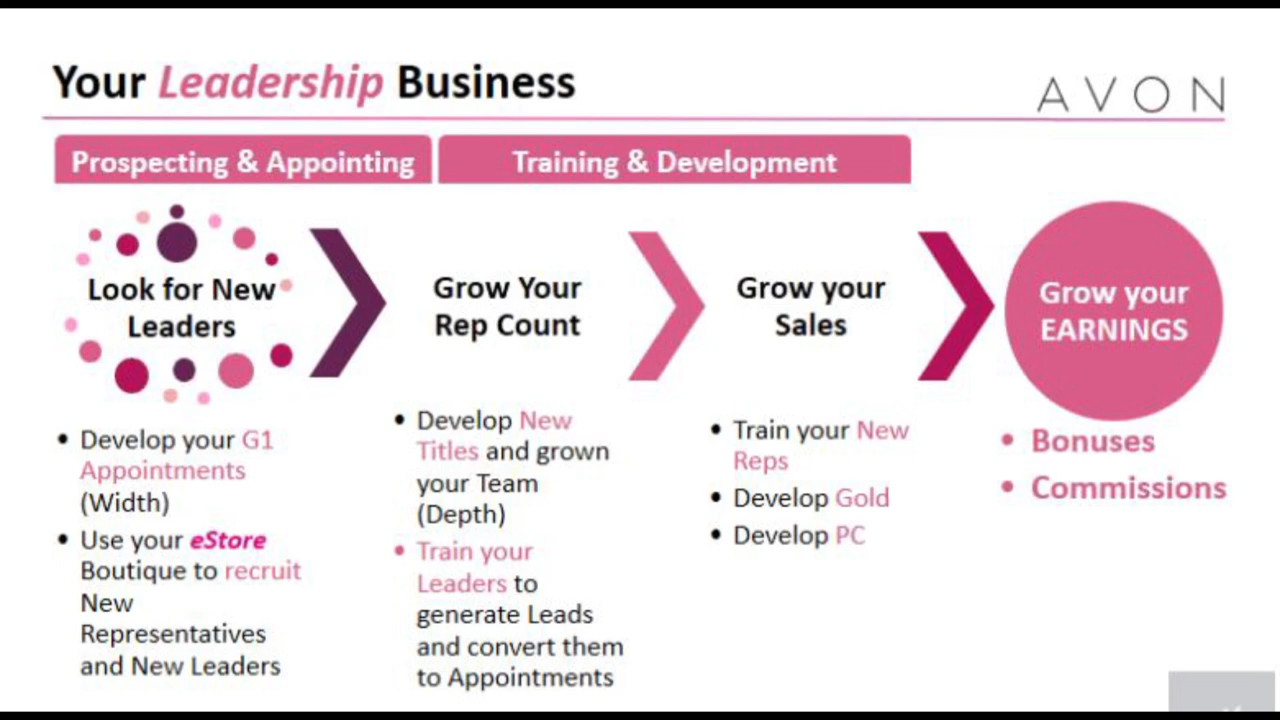 Your Leadership Business
AVON
Prospecting & Appointing
Training & Development
Look for New
Leaders
Grow Your
Rep Count
Grow your
Sales
Grow your
EARNINGS
• Develop your G1
Appointments
(Width)
• Use your eStore
Boutique to recruit
New
Representatives
and New Leaders
• Develop New
Titles and grown
your Team
(Depth)
• Train your
Leaders to
generate Leads
and convert them
to Appointments
• Train your New
Reps
• Develop Gold
• Develop PC
• Bonuses
• Commissions